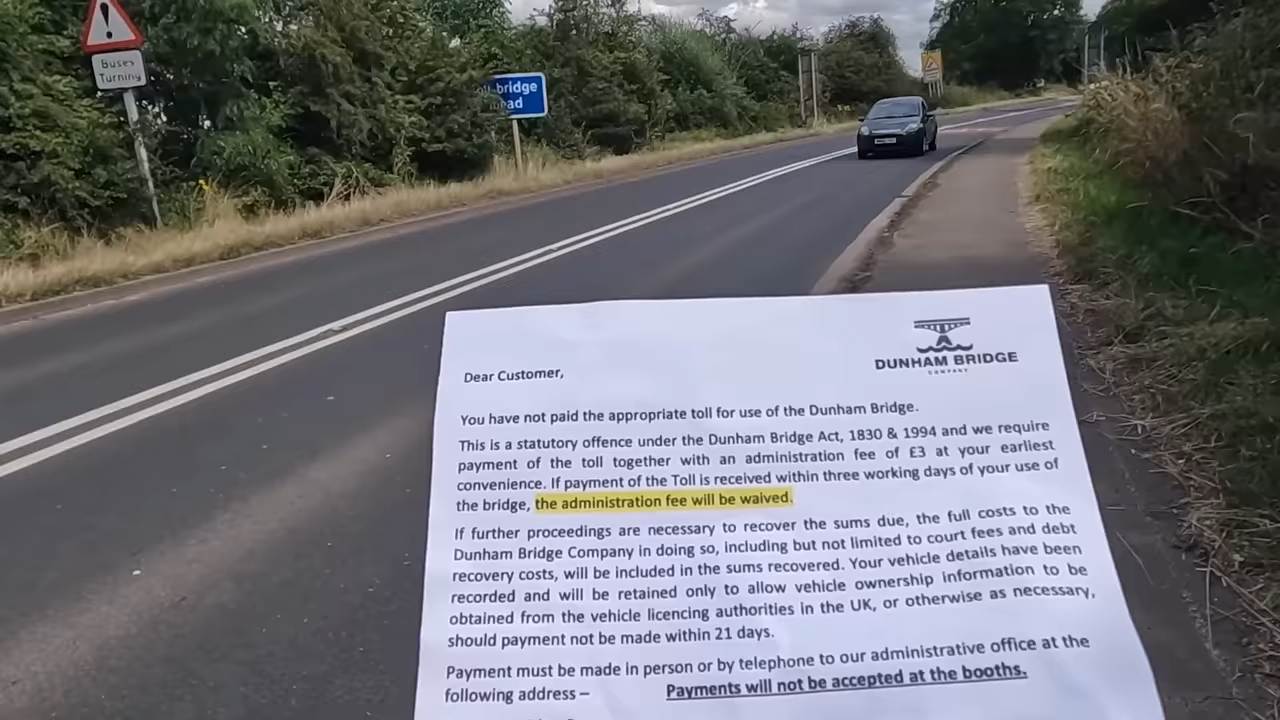 Buses
Turning
bridge
DUNHAM BRIDGE
COMPANY
Dear Customer,
You have not paid the appropriate toll for use of the Dunham Bridge.
This is a statutory offence under the Dunham Bridge Act, 1830 & 1994 and we require
payment of the toll together with an administration fee of £3 at your earliest
convenience. If payment of the Toll is received within three working days of your use of
the bridge, the administration fee will be waived.
If further proceedings are necessary to recover the sums due, the full costs to the
Dunham Bridge Company in doing so, including but not limited to court fees and debt
recovery costs, will be included in the sums recovered. Your vehicle details have been
recorded and will be retained only to allow vehicle ownership information to be
obtained from the vehicle licencing authorities in the UK, or otherwise as necessary,
should payment not be made within 21 days.
Payment must be made in person or by telephone to our administrative office at the
following address – Payments will not be accepted at the booths.